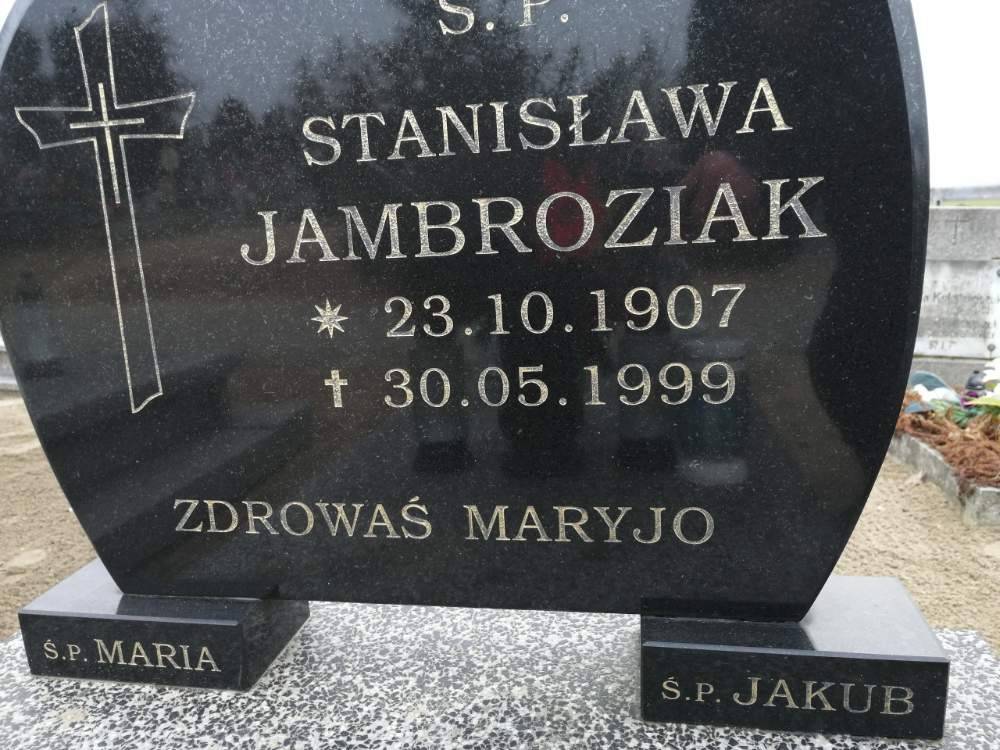 Ś.P.
STANISŁAWA
JAMBROZIAK
23.10.1907
30.05.1999
ZDROWAŚ MARYJO
Ś.P. MARIA
Ś.P. JAKUB